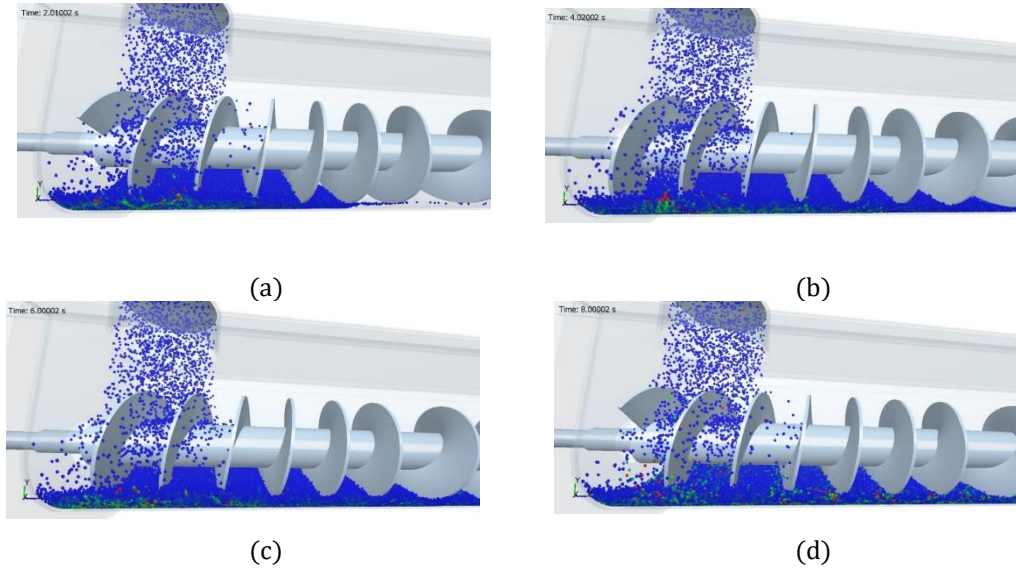 Time: 2.01002 s
Time: 4.02002 s
Y
X
Y
X
(a)
(b)
Time: 6.00002 s
Time: 8.00002 s
Y
X
Y
X
(c)
(d)